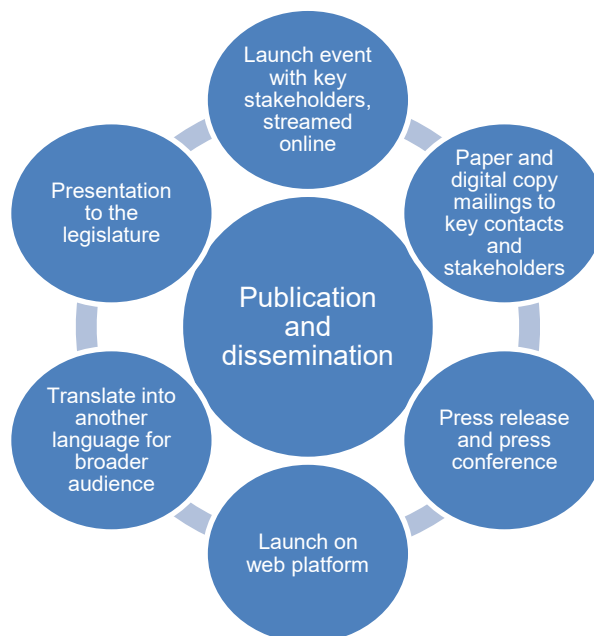 Launch event
with key
stakeholders,
streamed
online
Paper and
digital copy
mailings to
key contacts
and
stakeholders
Press release
and press
conference
Launch on
web platform
Translate into
another
language for
broader
audience
Presentation
to the
legislature
Publication
and
dissemination